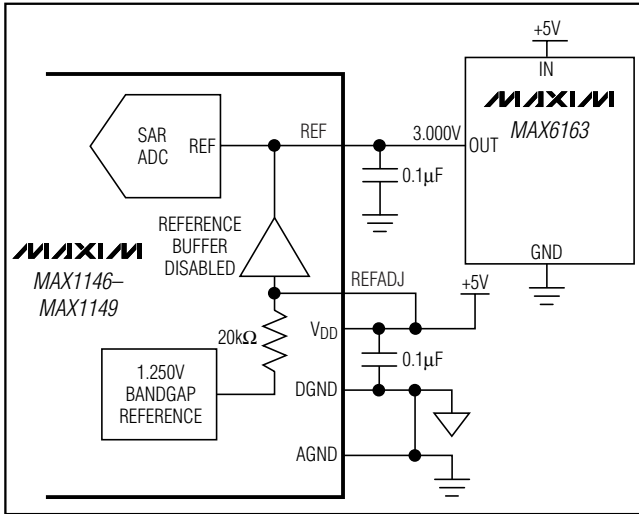 +5V
IN
MAXIM
MAX6163
OUT
GND
3.000V
REF
0.1µF
SAR
ADC
REF
REFERENCE
BUFFER
DISABLED
MAXIM
MAX1146–
MAX1149
REFADJ
+5V
VDD
20kΩ
0.1µF
1.250V
BANDGAP
REFERENCE
DGND
AGND